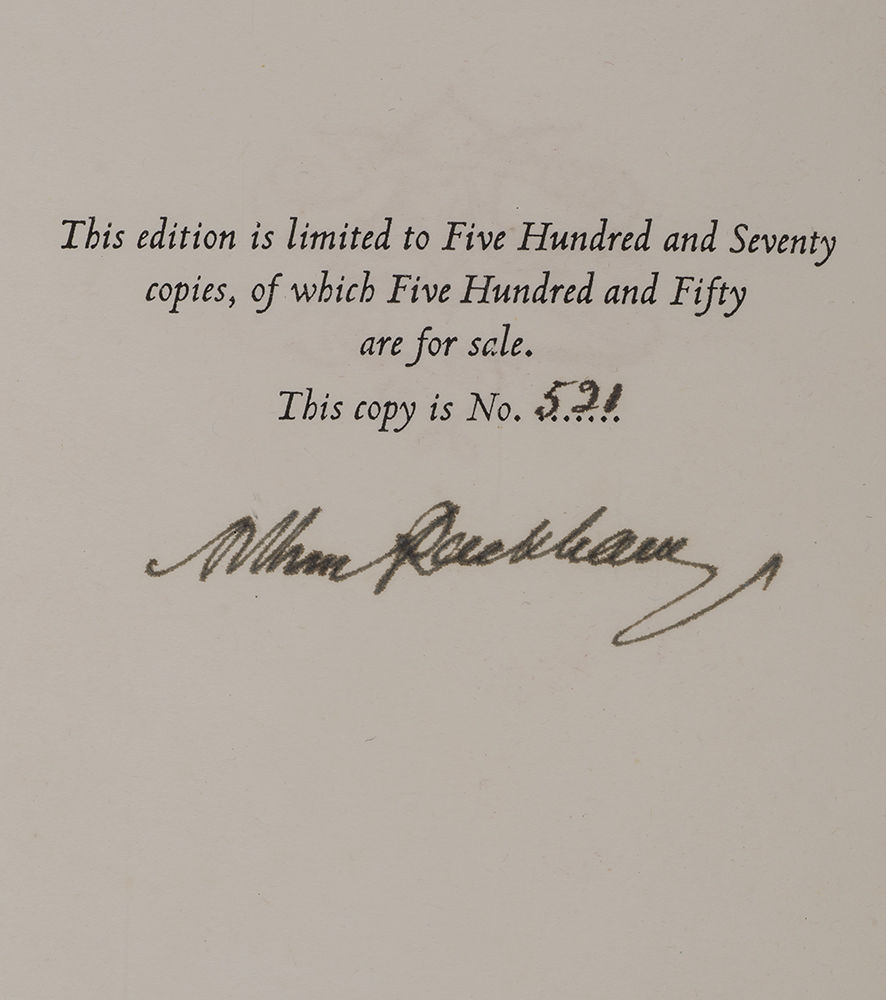 This edition is limited to Five Hundred and Seventy
copies, of which Five Hundred and Fifty
are for sale.
This copy is No. 521
Arthur Rackham